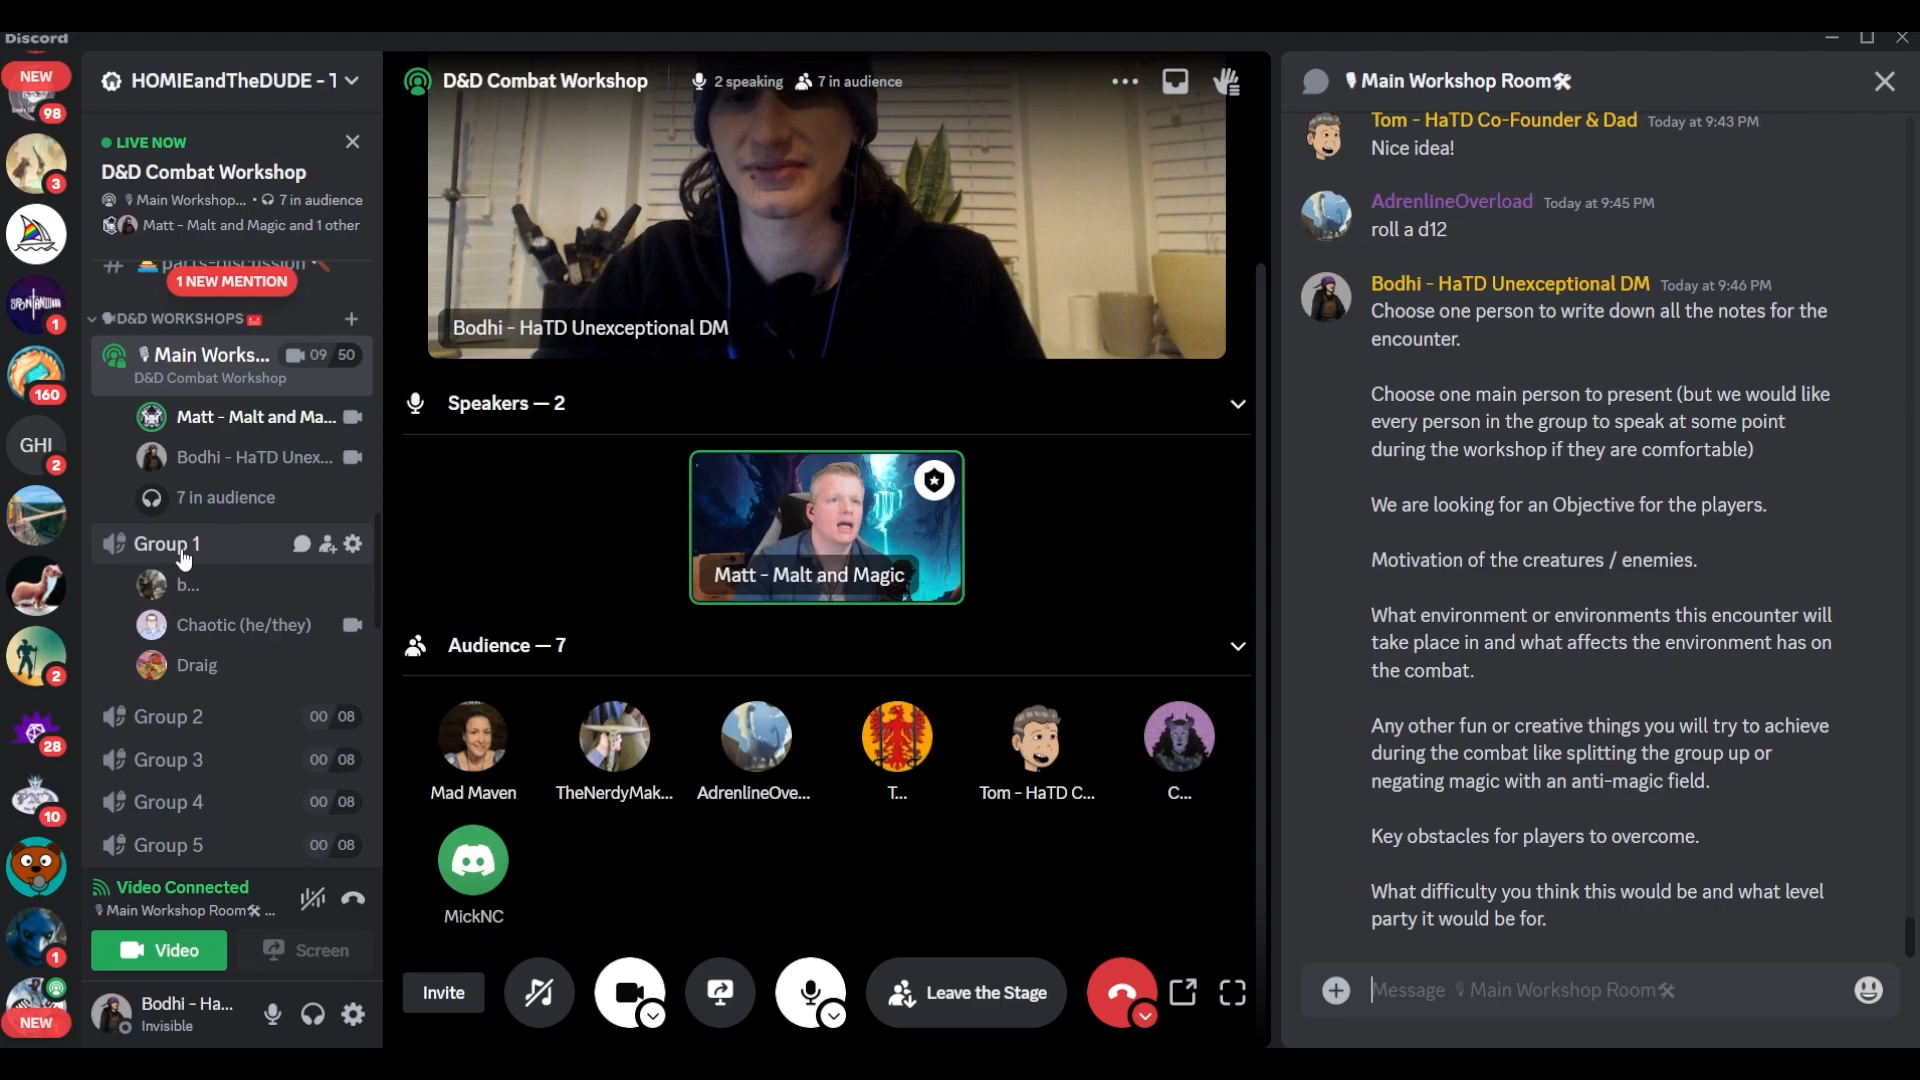 Discord
NEW
98
3
1
160
GHI
2
2
28
10
1
NEW
HOMIEandTheDUDE - T
LIVE NOW
D&D Combat Workshop
Main Workshop... • 7 in audience
Matt - Malt and Magic and 1 other
# parts-discussion
1 NEW MENTION
D&D WORKSHOPS
Main Works... 09 50
D&D Combat Workshop
Matt - Malt and Ma...
Bodhi - HaTD Unex...
7 in audience
Group 1
b...
Chaotic (he/they)
Draig
Group 2 00 08
Group 3 00 08
Group 4 00 08
Group 5 00 08
Video Connected
Main Workshop Room ...
Video
Screen
Bodhi - Ha...
Invisible
D&D Combat Workshop
2 speaking 7 in audience
Bodhi - HaTD Unexceptional DM
Speakers — 2
Matt - Malt and Magic
Audience — 7
Mad Maven
TheNerdyMak...
AdrenlineOve...
T...
Tom - HaTD C...
C...
MickNC
Invite
Leave the Stage
Main Workshop Room
Tom - HaTD Co-Founder & Dad Today at 9:43 PM
Nice idea!
AdrenlineOverload Today at 9:45 PM
roll a d12
Bodhi - HaTD Unexceptional DM Today at 9:46 PM
Choose one person to write down all the notes for the
encounter.
Choose one main person to present (but we would like
every person in the group to speak at some point
during the workshop if they are comfortable)
We are looking for an Objective for the players.
Motivation of the creatures / enemies.
What environment or environments this encounter will
take place in and what affects the environment has on
the combat.
Any other fun or creative things you will try to achieve
during the combat like splitting the group up or
negating magic with an anti-magic field.
Key obstacles for players to overcome.
What difficulty you think this would be and what level
party it would be for.
Message Main Workshop Room